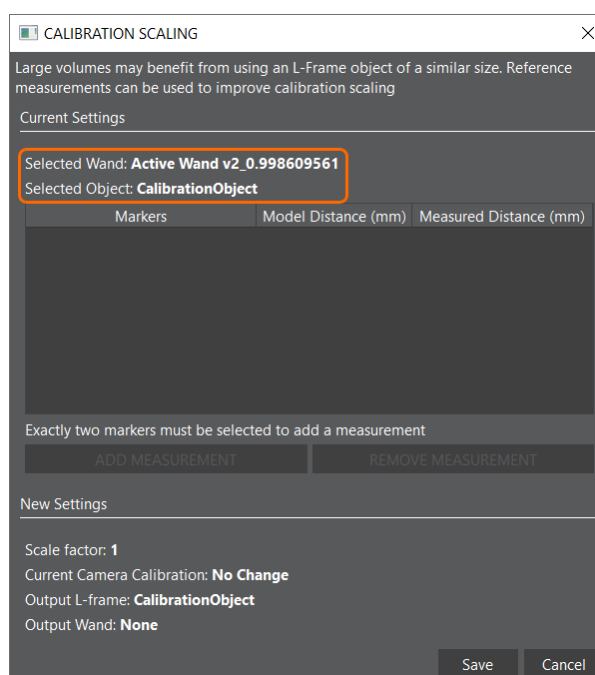 CALIBRATION SCALING
Large volumes may benefit from using an L-Frame object of a similar size. Reference
measurements can be used to improve calibration scaling
Current Settings
Selected Wand: Active Wand v2_0.998609561
Selected Object: CalibrationObject
Markers Model Distance (mm) Measured Distance (mm)
Exactly two markers must be selected to add a measurement
ADD MEASUREMENT REMOVE MEASUREMENT
New Settings
Scale factor: 1
Current Camera Calibration: No Change
Output L-frame: CalibrationObject
Output Wand: None
Save Cancel